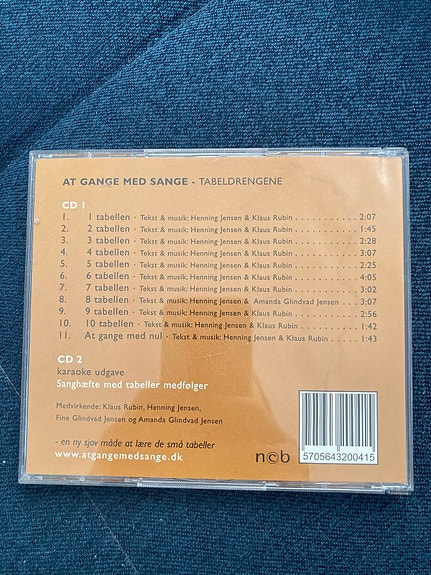 AT GANGE MED SANGE - TABELDRENGENE
CD 1
1. 1 tabellen · Tekst & musik: Henning Jensen & Klaus Rubin . . . . . . . . . . . 2:07
2. 2 tabellen · Tekst & musik: Henning Jensen & Klaus Rubin . . . . . . . . . . . 1:45
3. 3 tabellen · Tekst & musik: Henning Jensen & Klaus Rubin . . . . . . . . . . . 2:28
4. 4 tabellen · Tekst & musik: Henning Jensen & Klaus Rubin . . . . . . . . . . . 3:07
5. 5 tabellen · Tekst & musik: Henning Jensen & Klaus Rubin . . . . . . . . . . . 2:25
6. 6 tabellen · Tekst & musik: Henning Jensen & Klaus Rubin . . . . . . . . . . . 4:05
7. 7 tabellen · Tekst & musik: Henning Jensen & Klaus Rubin . . . . . . . . . . . 3:02
8. 8 tabellen · Tekst & musik: Henning Jensen & Amanda Glindvad Jensen . . . 3:07
9. 9 tabellen · Tekst & musik: Henning Jensen & Klaus Rubin . . . . . . . . . . . 2:56
10. 10 tabellen · Tekst & musik: Henning Jensen & Klaus Rubin . . . . . . . . . . 1:42
11. At gange med nul · Tekst & musik: Henning Jensen & Klaus Rubin . . . . . 1:43
CD 2
karaoke udgave
Sanghæfte med tabeller medfølger
Medvirkende: Klaus Rubin, Henning Jensen,
Fine Glindvad Jensen og Amanda Glindvad Jensen
- en ny sjov måde at lære de små tabeller
www.atgangemedsange.dk
n©b
5705643200415